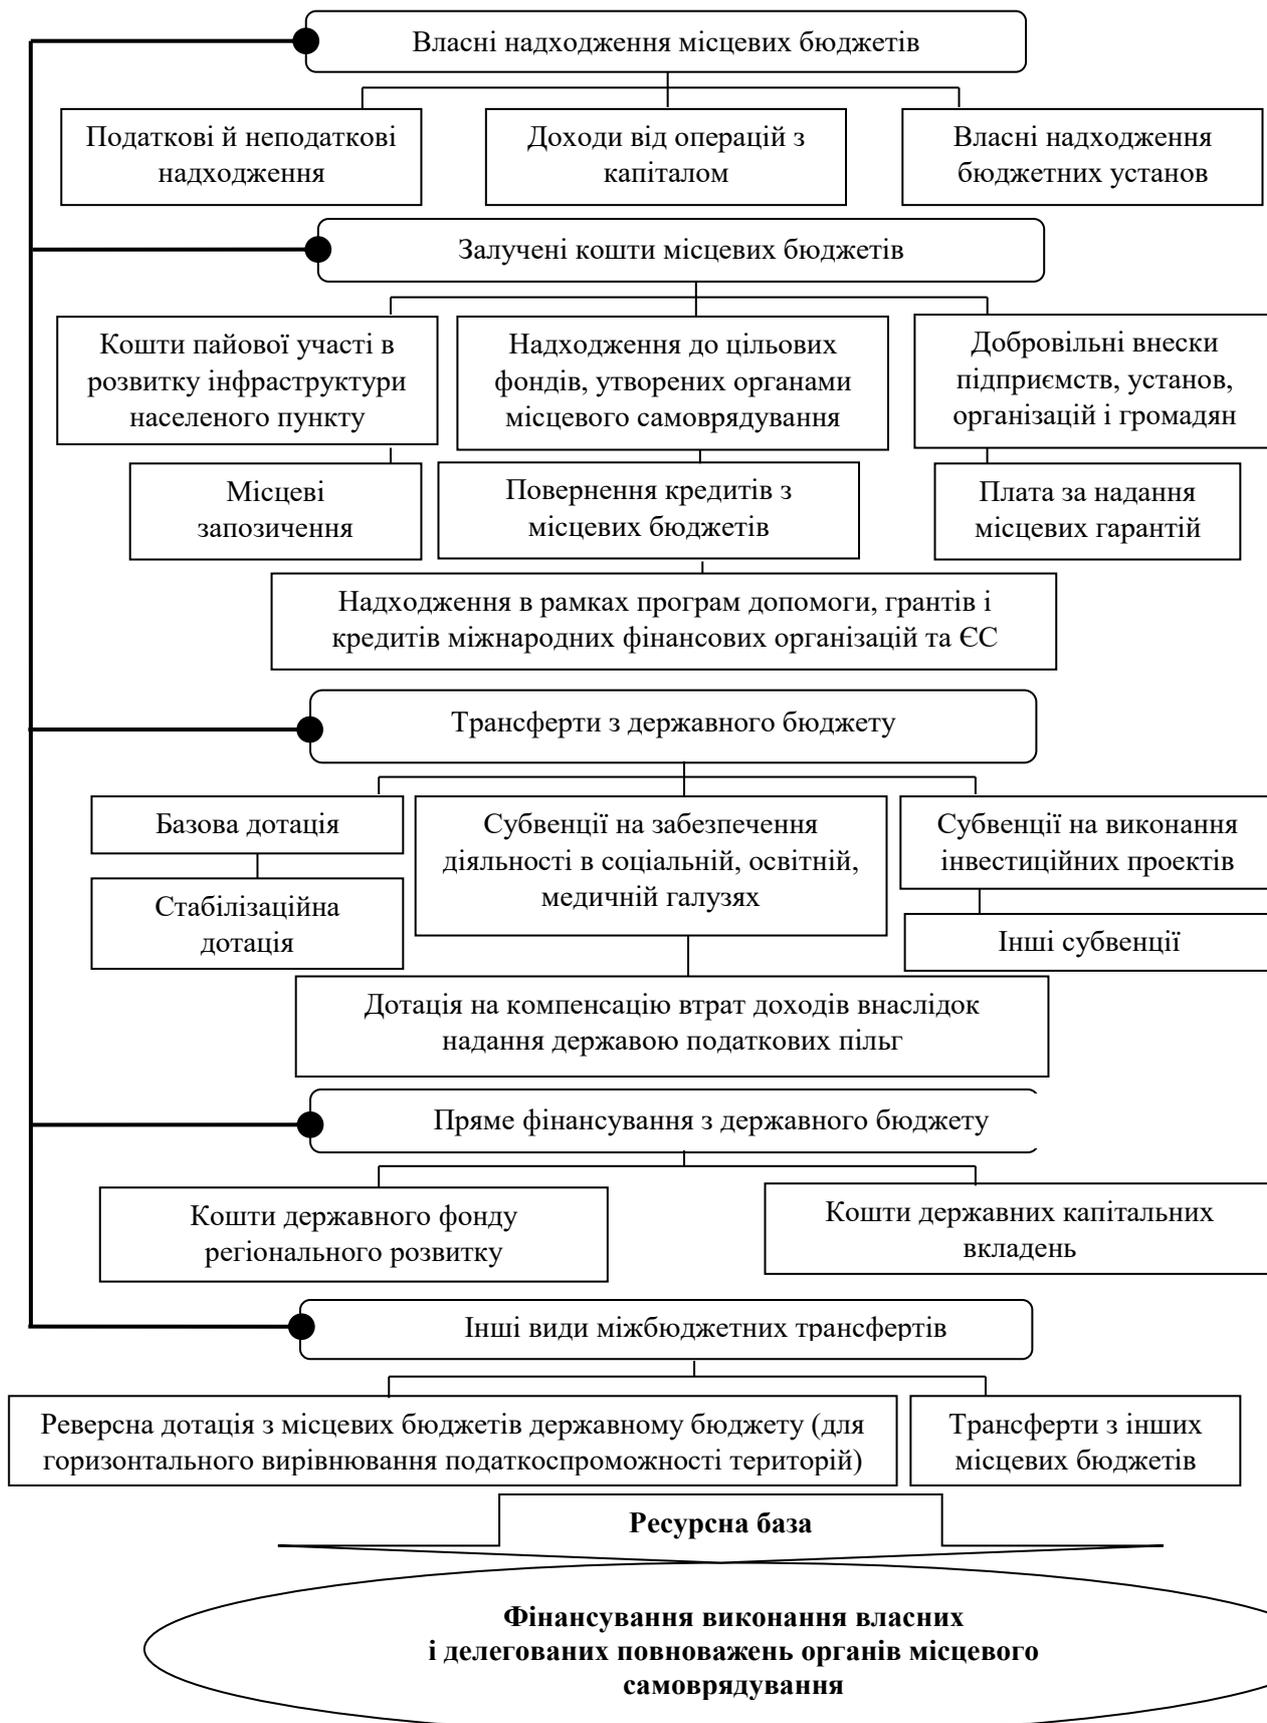 Власні надходження місцевих бюджетів
Податкові й неподаткові
надходження
Доходи від операцій з
капіталом
Власні надходження
бюджетних установ
Залучені кошти місцевих бюджетів
Кошти пайової участі в
розвитку інфраструктури
населеного пункту
Надходження до цільових
фондів, утворених органами
місцевого самоврядування
Добровільні внески
підприємств, установ,
організацій і громадян
Місцеві
запозичення
Повернення кредитів з
місцевих бюджетів
Плата за надання
місцевих гарантій
Надходження в рамках програм допомоги, грантів і
кредитів міжнародних фінансових організацій та ЄС
Трансферти з державного бюджету
Базова дотація
Субвенції на забезпечення
діяльності в соціальній, освітній,
медичній галузях
Субвенції на виконання
інвестиційних проектів
Стабілізаційна
дотація
Інші субвенції
Дотація на компенсацію втрат доходів внаслідок
надання державою податкових пільг
Пряме фінансування з державного бюджету
Кошти державного фонду
регіонального розвитку
Кошти державних капітальних
вкладень
Інші види міжбюджетних трансфертів
Реверсна дотація з місцевих бюджетів державному бюджету (для
горизонтального вирівнювання податкоспроможності територій)
Трансферти з інших
місцевих бюджетів
Ресурсна база
Фінансування виконання власних
і делегованих повноважень органів місцевого
самоврядування